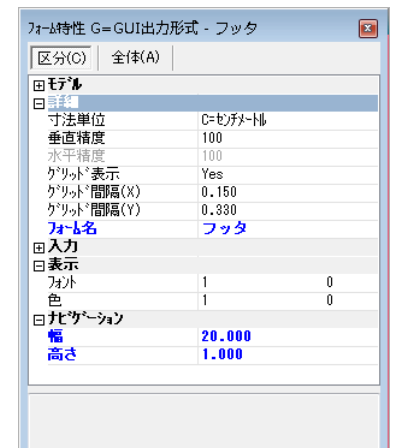 ﾌｫｰﾑ特性 G=GUI出力形式 - フッタ
区分(C) 全体(A)
ﾓﾃﾞﾙ
詳細
寸法単位 C=ｾﾝﾁﾒｰﾄﾙ
垂直精度 100
水平精度 100
ｸﾞﾘｯﾄﾞ表示 Yes
ｸﾞﾘｯﾄﾞ間隔(X) 0.150
ｸﾞﾘｯﾄﾞ間隔(Y) 0.330
ﾌｫｰﾑ名 フッタ
入力
表示
ﾌｫﾝﾄ 1 0
色 1 0
ﾅﾋﾞｹﾞｰｼｮﾝ
幅 20.000
高さ 1.000